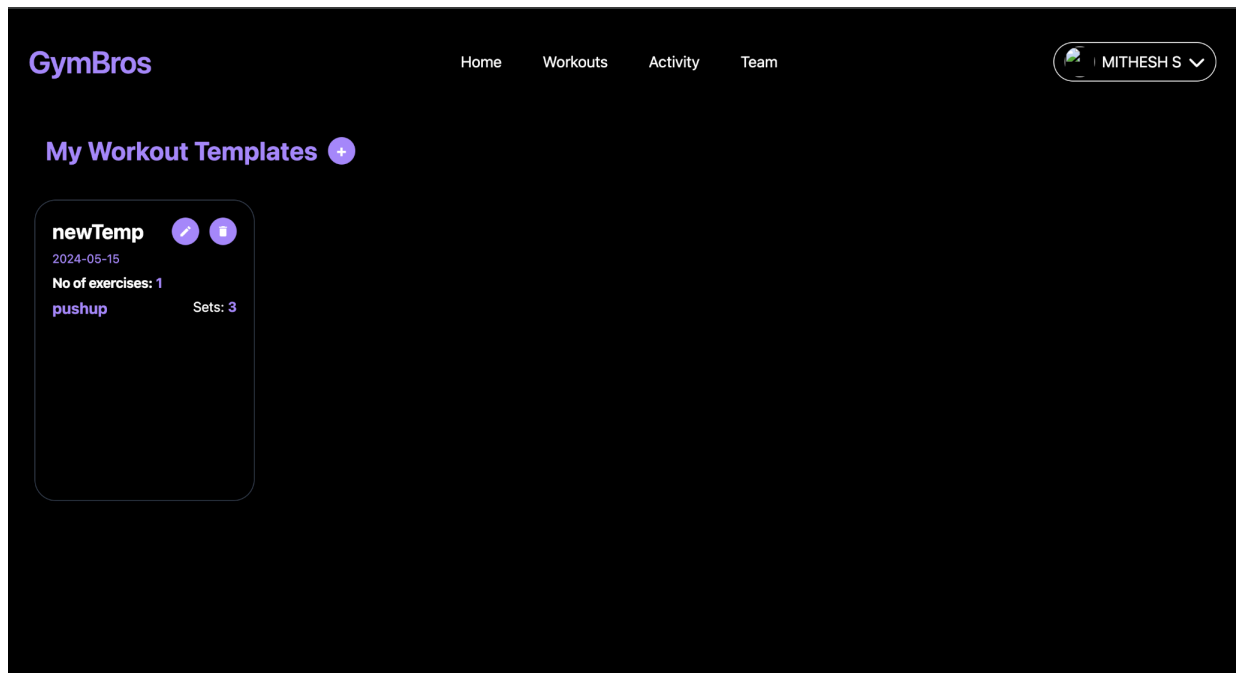 GymBros
Home Workouts Activity Team
MITHESH S
My Workout Templates +
newTemp
2024-05-15
No of exercises: 1
pushup Sets: 3